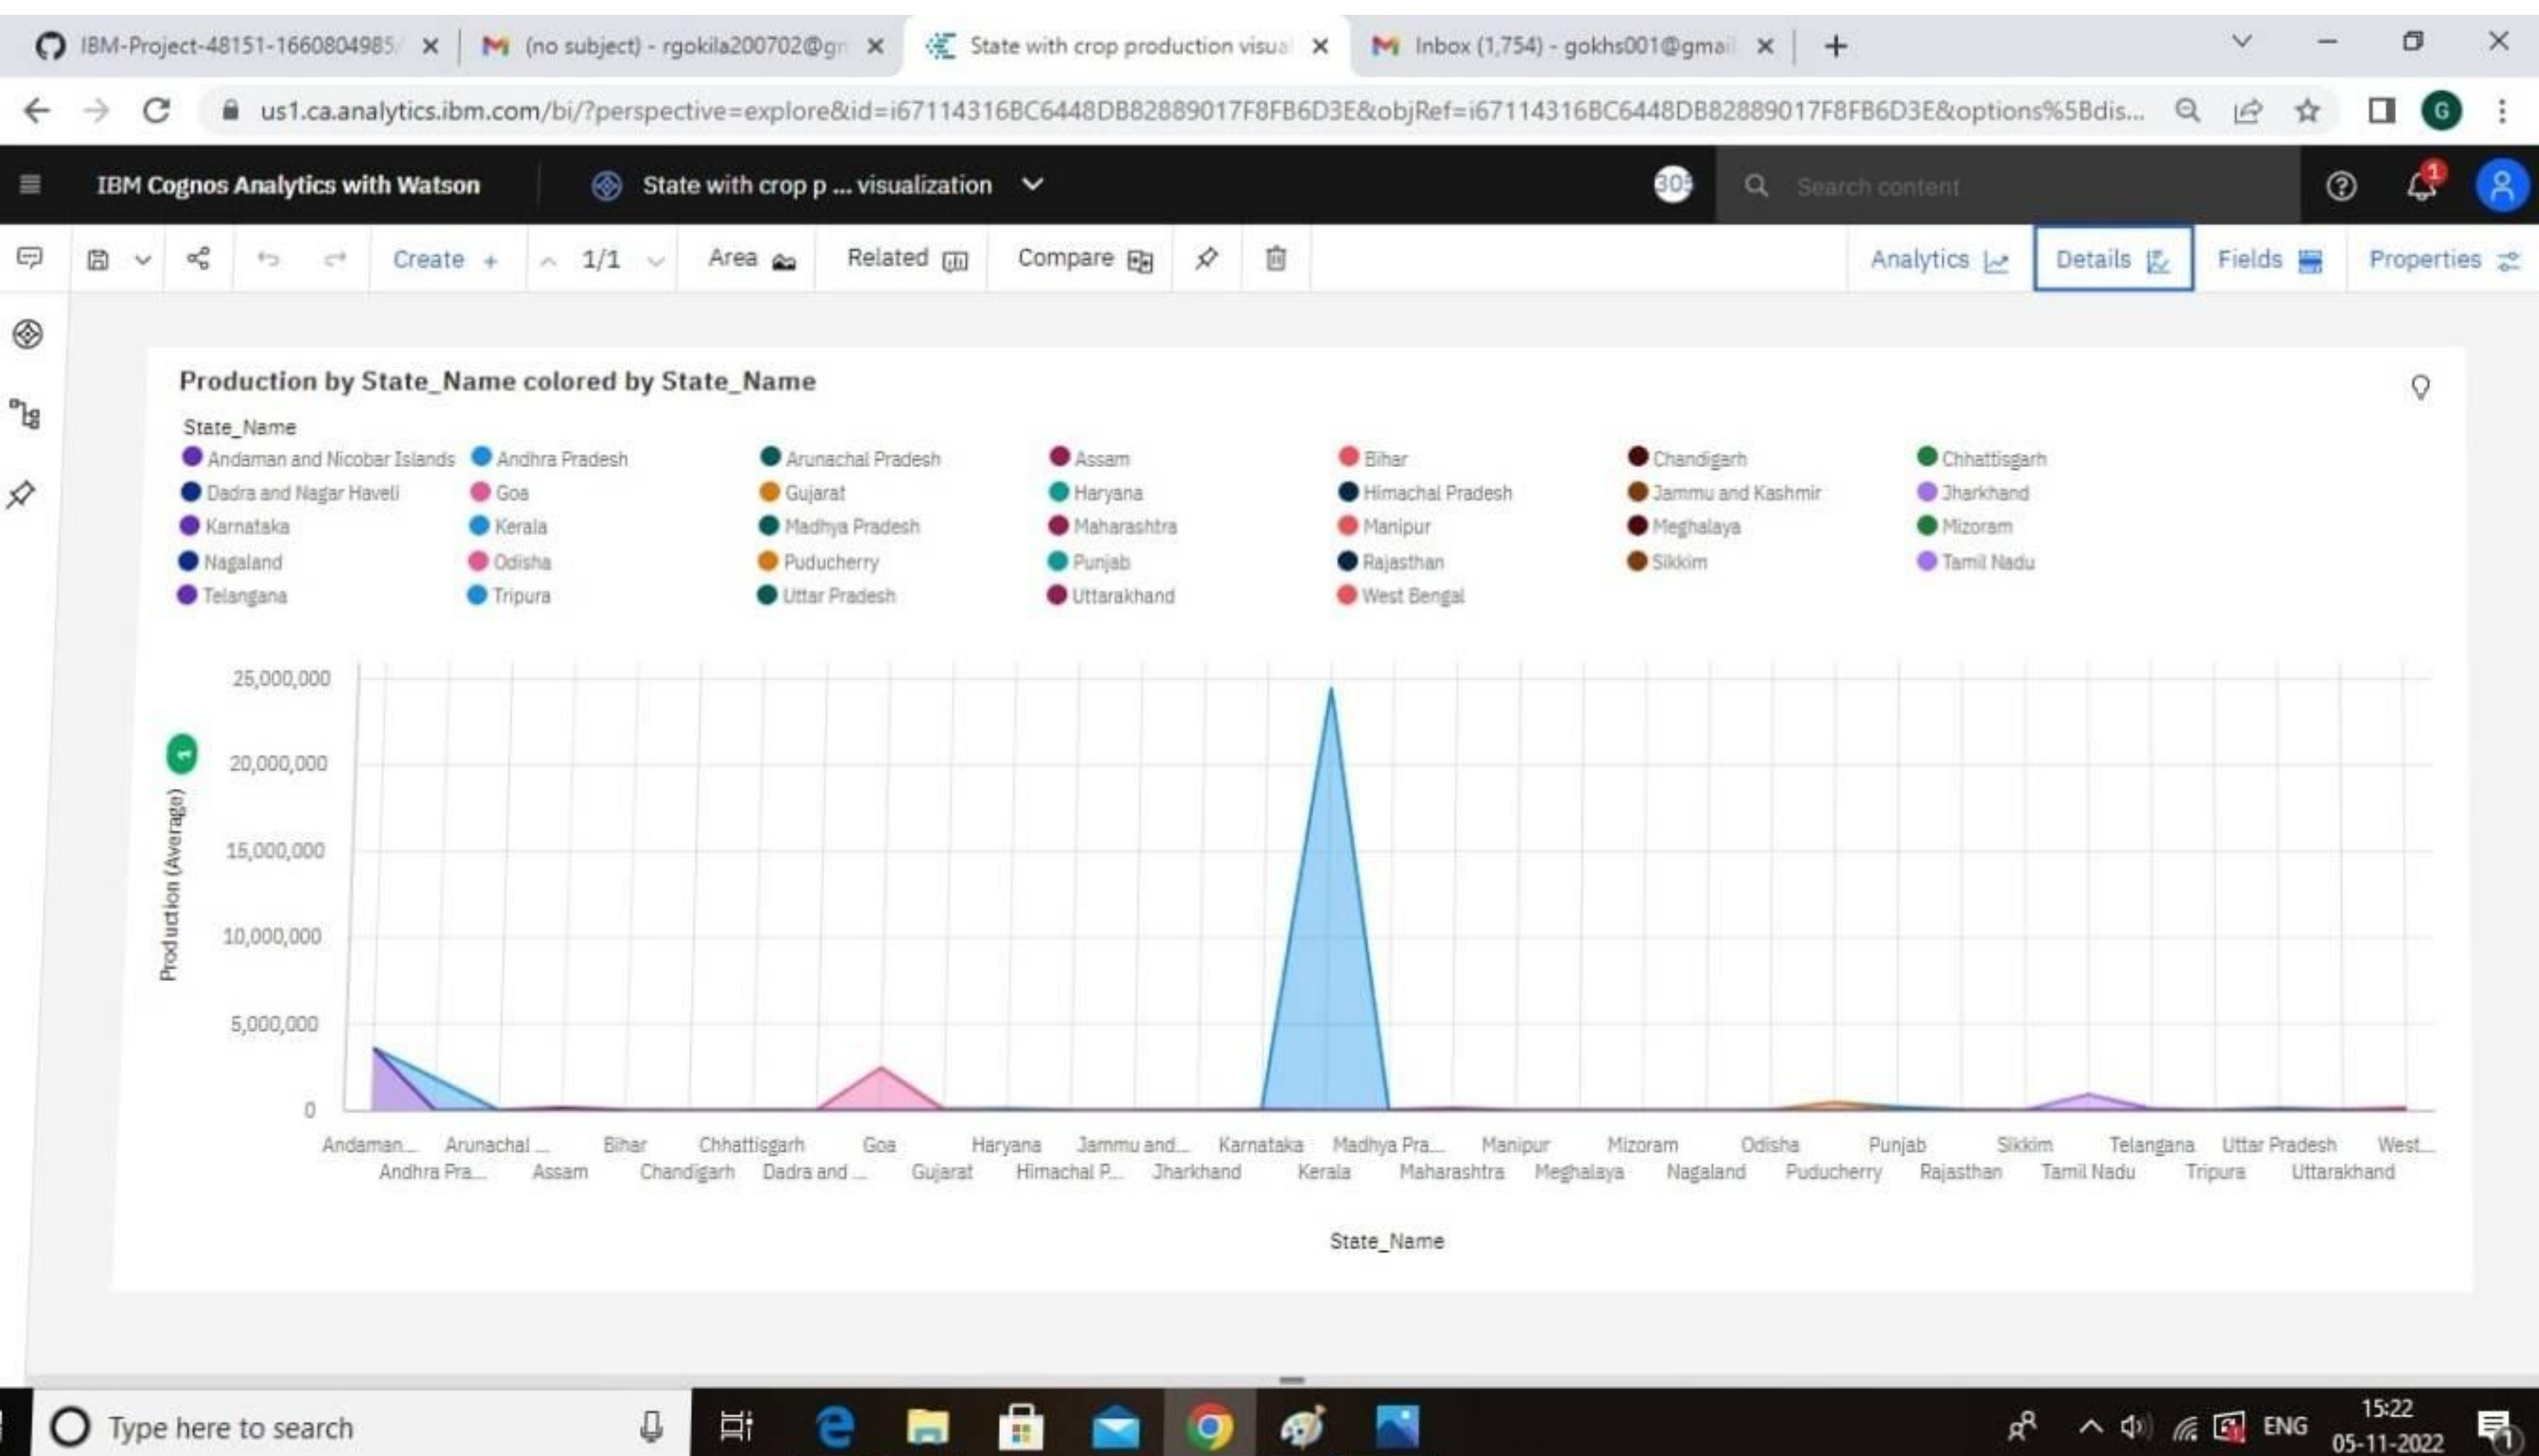 IBM-Project-48151-1660804985/
(no subject) - rgokila200702@gm
State with crop production visual
Inbox (1,754) - gokhs001@gmail
us1.ca.analytics.ibm.com/bi/?perspective=explore&id=i67114316BC6448DB82889017F8FB6D3E&objRef=i67114316BC6448DB82889017F8FB6D3E&options%5Bdis...
G
IBM Cognos Analytics with Watson
State with crop p ... visualization
Search content
1
Create +
1/1
Area
Related
Compare
Analytics
Details
Fields
Properties
Production by State_Name colored by State_Name
State_Name
Andaman and Nicobar Islands Andhra Pradesh Arunachal Pradesh Assam Bihar Chandigarh Chhattisgarh
Dadra and Nagar Haveli Goa Gujarat Haryana Himachal Pradesh Jammu and Kashmir Jharkhand
Karnataka Kerala Madhya Pradesh Maharashtra Manipur Meghalaya Mizoram
Nagaland Odisha Puducherry Punjab Rajasthan Sikkim Tamil Nadu
Telangana Tripura Uttar Pradesh Uttarakhand West Bengal
25,000,000
20,000,000
15,000,000
10,000,000
5,000,000
0
1
Production (Average)
Andaman... Arunachal ... Bihar Chhattisgarh Goa Haryana Jammu and... Karnataka Madhya Pra... Manipur Mizoram Odisha Punjab Sikkim Telangana Uttar Pradesh West...
Andhra Pra... Assam Chandigarh Dadra and ... Gujarat Himachal P... Jharkhand Kerala Maharashtra Meghalaya Nagaland Puducherry Rajasthan Tamil Nadu Tripura Uttarakhand
State_Name
Type here to search
ENG
15:22
05-11-2022
1